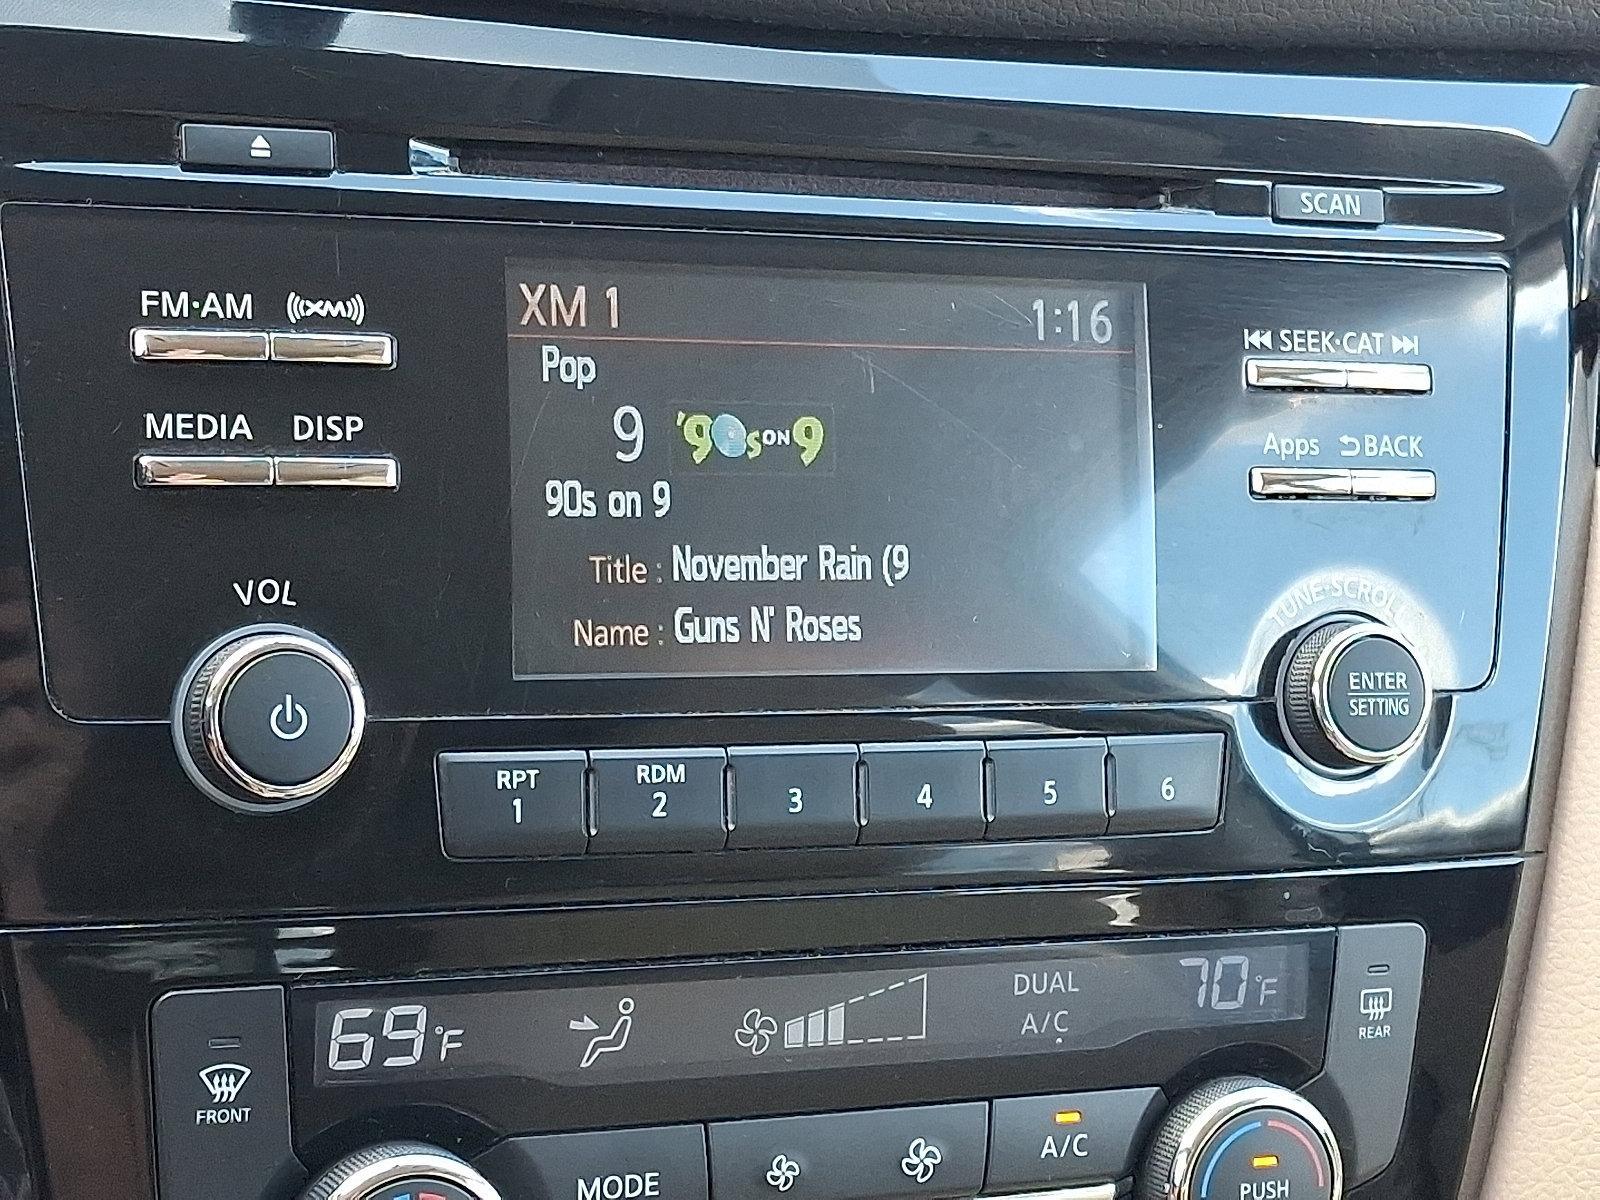 SCAN
FM·AM XM
XM 1 1:16
SEEK·CAT
Pop
9 '90s ON 9
MEDIA DISP
Apps BACK
90s on 9
Title : November Rain (9
Name : Guns N' Roses
VOL
TUNE·SCROLL
ENTER
SETTING
RPT
1
RDM
2
3
4
5
6
69°F
DUAL
A/C
70°F
REAR
FRONT
A/C
MODE
PUSH